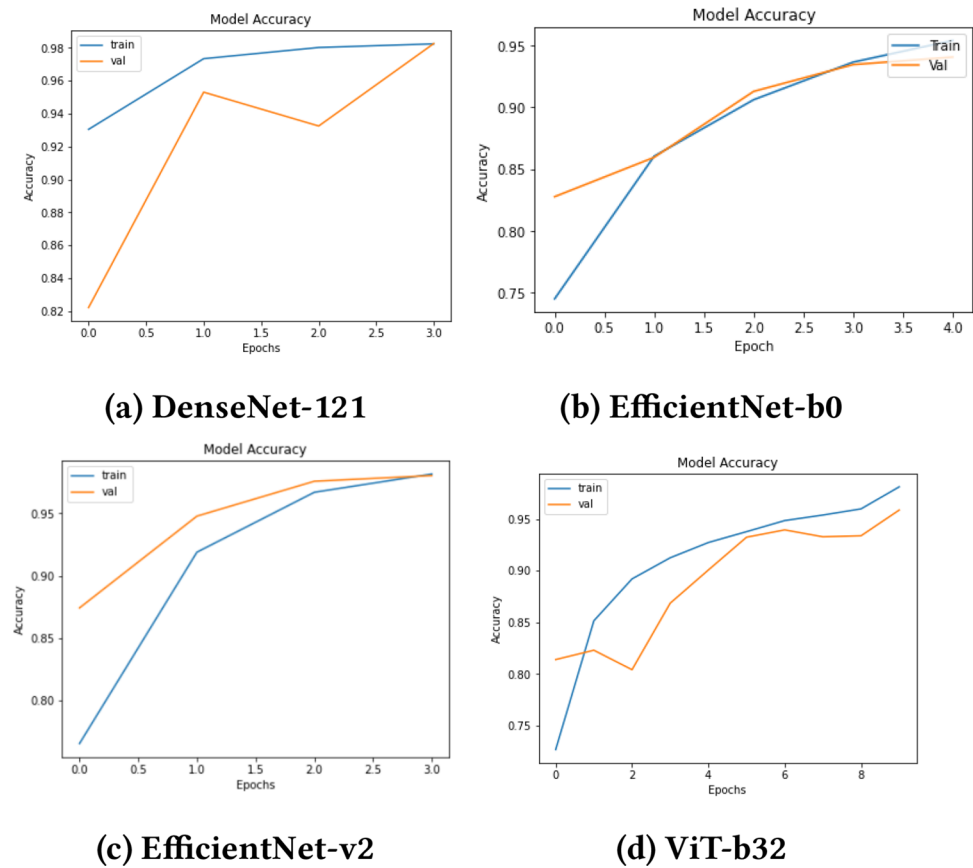 Model Accuracy
train
val
0.98
0.96
0.94
0.92
0.90
0.88
0.86
0.84
0.82
Accuracy
0.0 0.5 1.0 1.5 2.0 2.5 3.0
Epochs
(a) DenseNet-121
Model Accuracy
Train
Val
0.95
0.90
0.85
0.80
0.75
Accuracy
0.0 0.5 1.0 1.5 2.0 2.5 3.0 3.5 4.0
Epoch
(b) EfficientNet-b0
Model Accuracy
train
val
0.95
0.90
0.85
0.80
Accuracy
0.0 0.5 1.0 1.5 2.0 2.5 3.0
Epochs
(c) EfficientNet-v2
Model Accuracy
train
val
0.95
0.90
0.85
0.80
0.75
Accuracy
0 2 4 6 8
Epochs
(d) ViT-b32